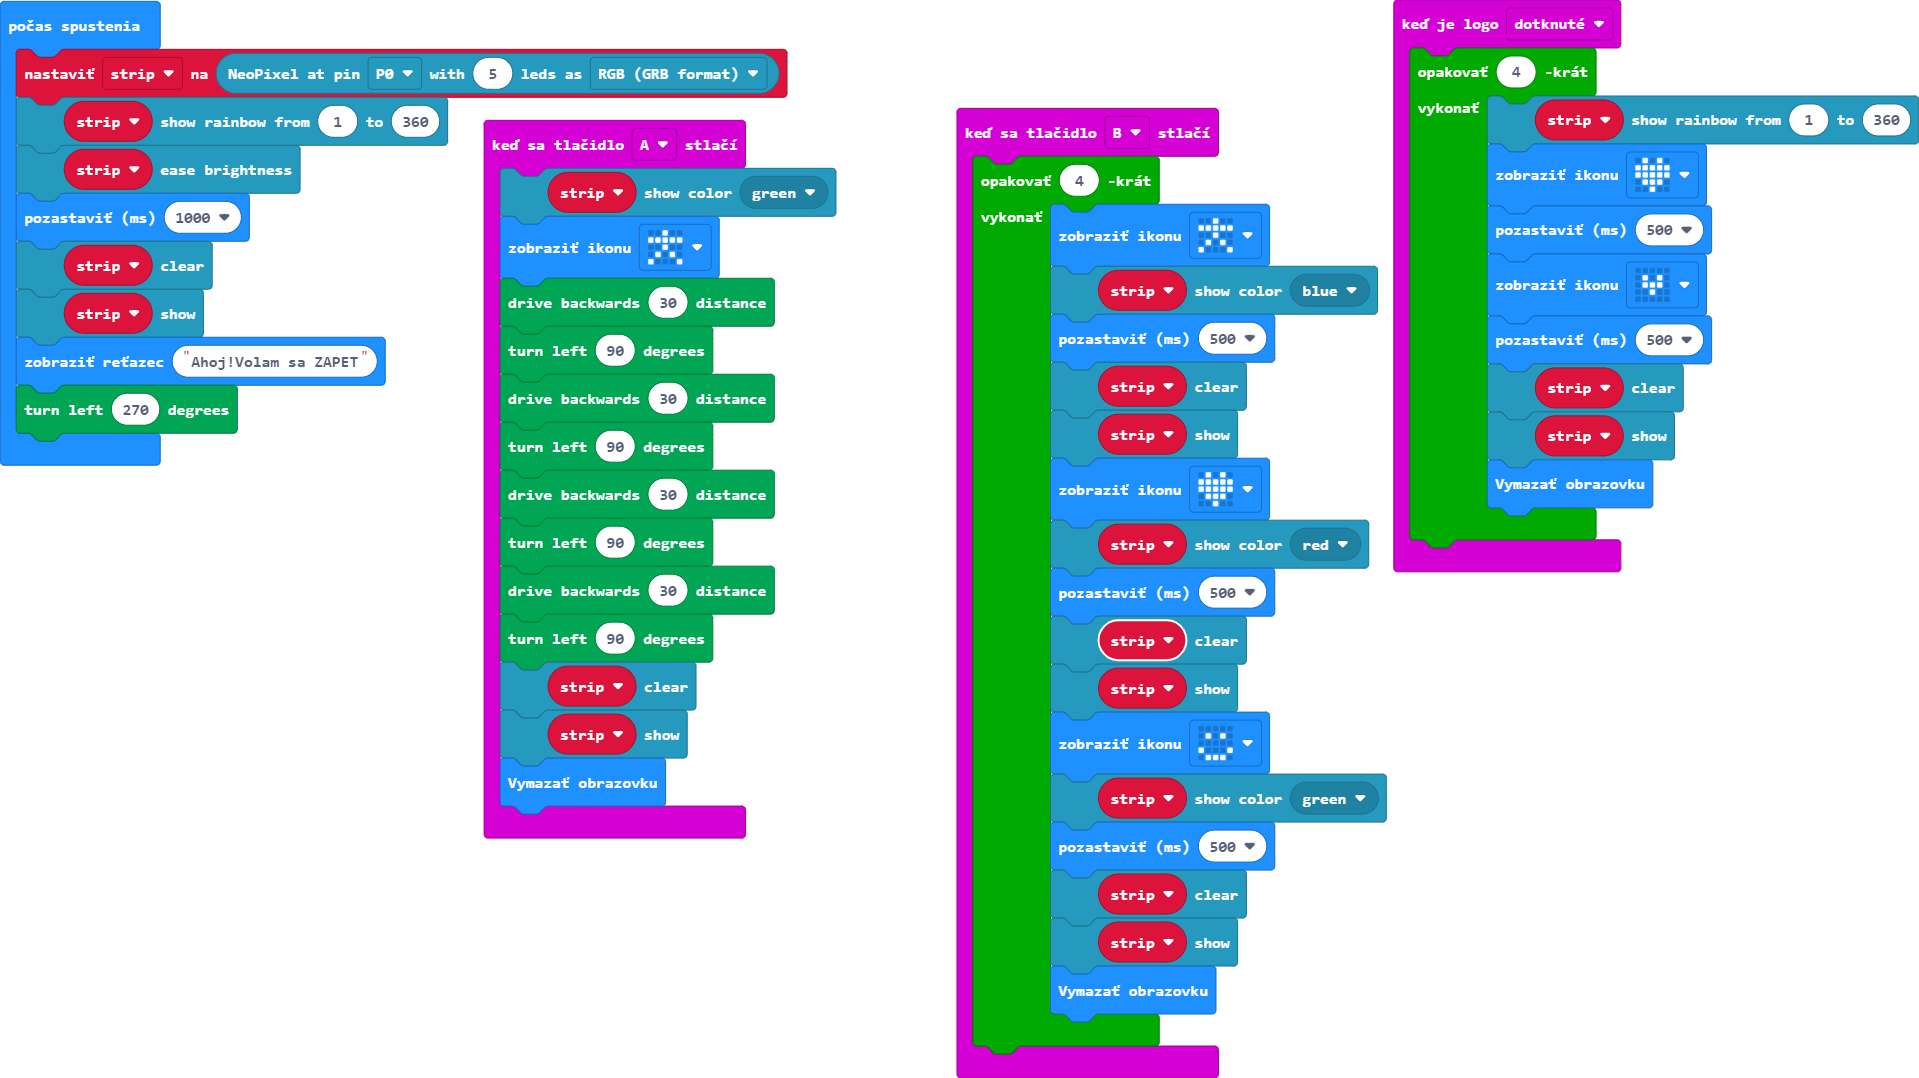 počas spustenia
nastaviť strip na NeoPixel at pin P0 with 5 leds as RGB (GRB format)
strip show rainbow from 1 to 360
strip ease brightness
pozastaviť (ms) 1000
strip clear
strip show
zobraziť reťazec "Ahoj!Volam sa ZAPET"
turn left 270 degrees
keď sa tlačidlo A stlačí
strip show color green
zobraziť ikonu
drive backwards 30 distance
turn left 90 degrees
drive backwards 30 distance
turn left 90 degrees
drive backwards 30 distance
turn left 90 degrees
drive backwards 30 distance
turn left 90 degrees
strip clear
strip show
Vymazať obrazovku
keď sa tlačidlo B stlačí
opakovať 4 -krát
vykonať
zobraziť ikonu
strip show color blue
pozastaviť (ms) 500
strip clear
strip show
zobraziť ikonu
strip show color red
pozastaviť (ms) 500
strip clear
strip show
zobraziť ikonu
strip show color green
pozastaviť (ms) 500
strip clear
strip show
Vymazať obrazovku
keď je logo dotknuté
opakovať 4 -krát
vykonať
strip show rainbow from 1 to 360
zobraziť ikonu
pozastaviť (ms) 500
zobraziť ikonu
pozastaviť (ms) 500
strip clear
strip show
Vymazať obrazovku